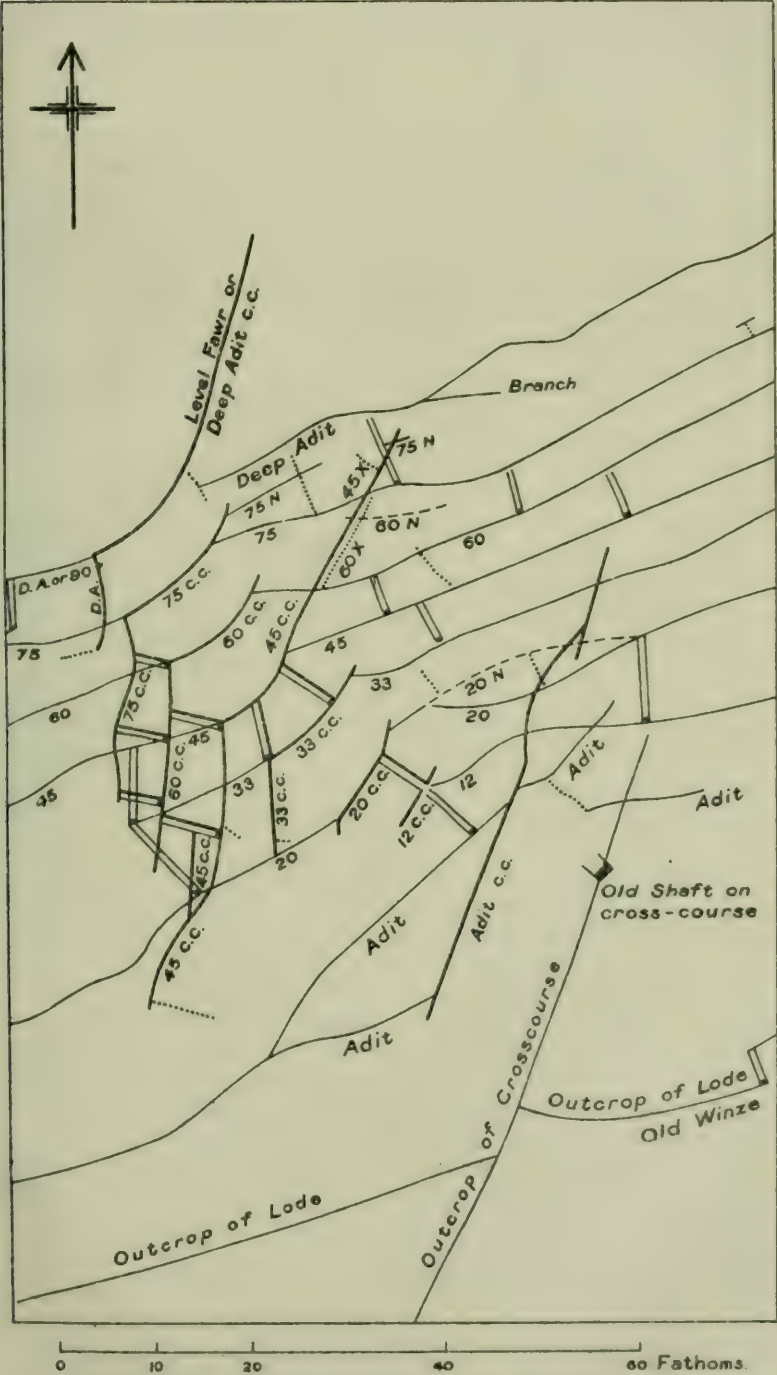 Level Fawr or
Deep Adit c.c.
Branch
Deep Adit
75 N
45 X
75 N
75
60 N
60
60 X
D.A. or 90
D.A.
75 c.c.
60 c.c.
45 c.c.
45
75
33
20 N
20
60
75 c.c.
45
33 c.c.
60 c.c.
33
33 c.c.
20 c.c.
12
12 c.c.
Adit
Adit
45
20
45 c.c.
Adit c.c.
Old Shaft on
cross-course
Adit
45 c.c.
Adit
Outcrop of Crosscourse
Outcrop of Lode
Old Winze
Outcrop of Lode
0 10 20 40 60 Fathoms.